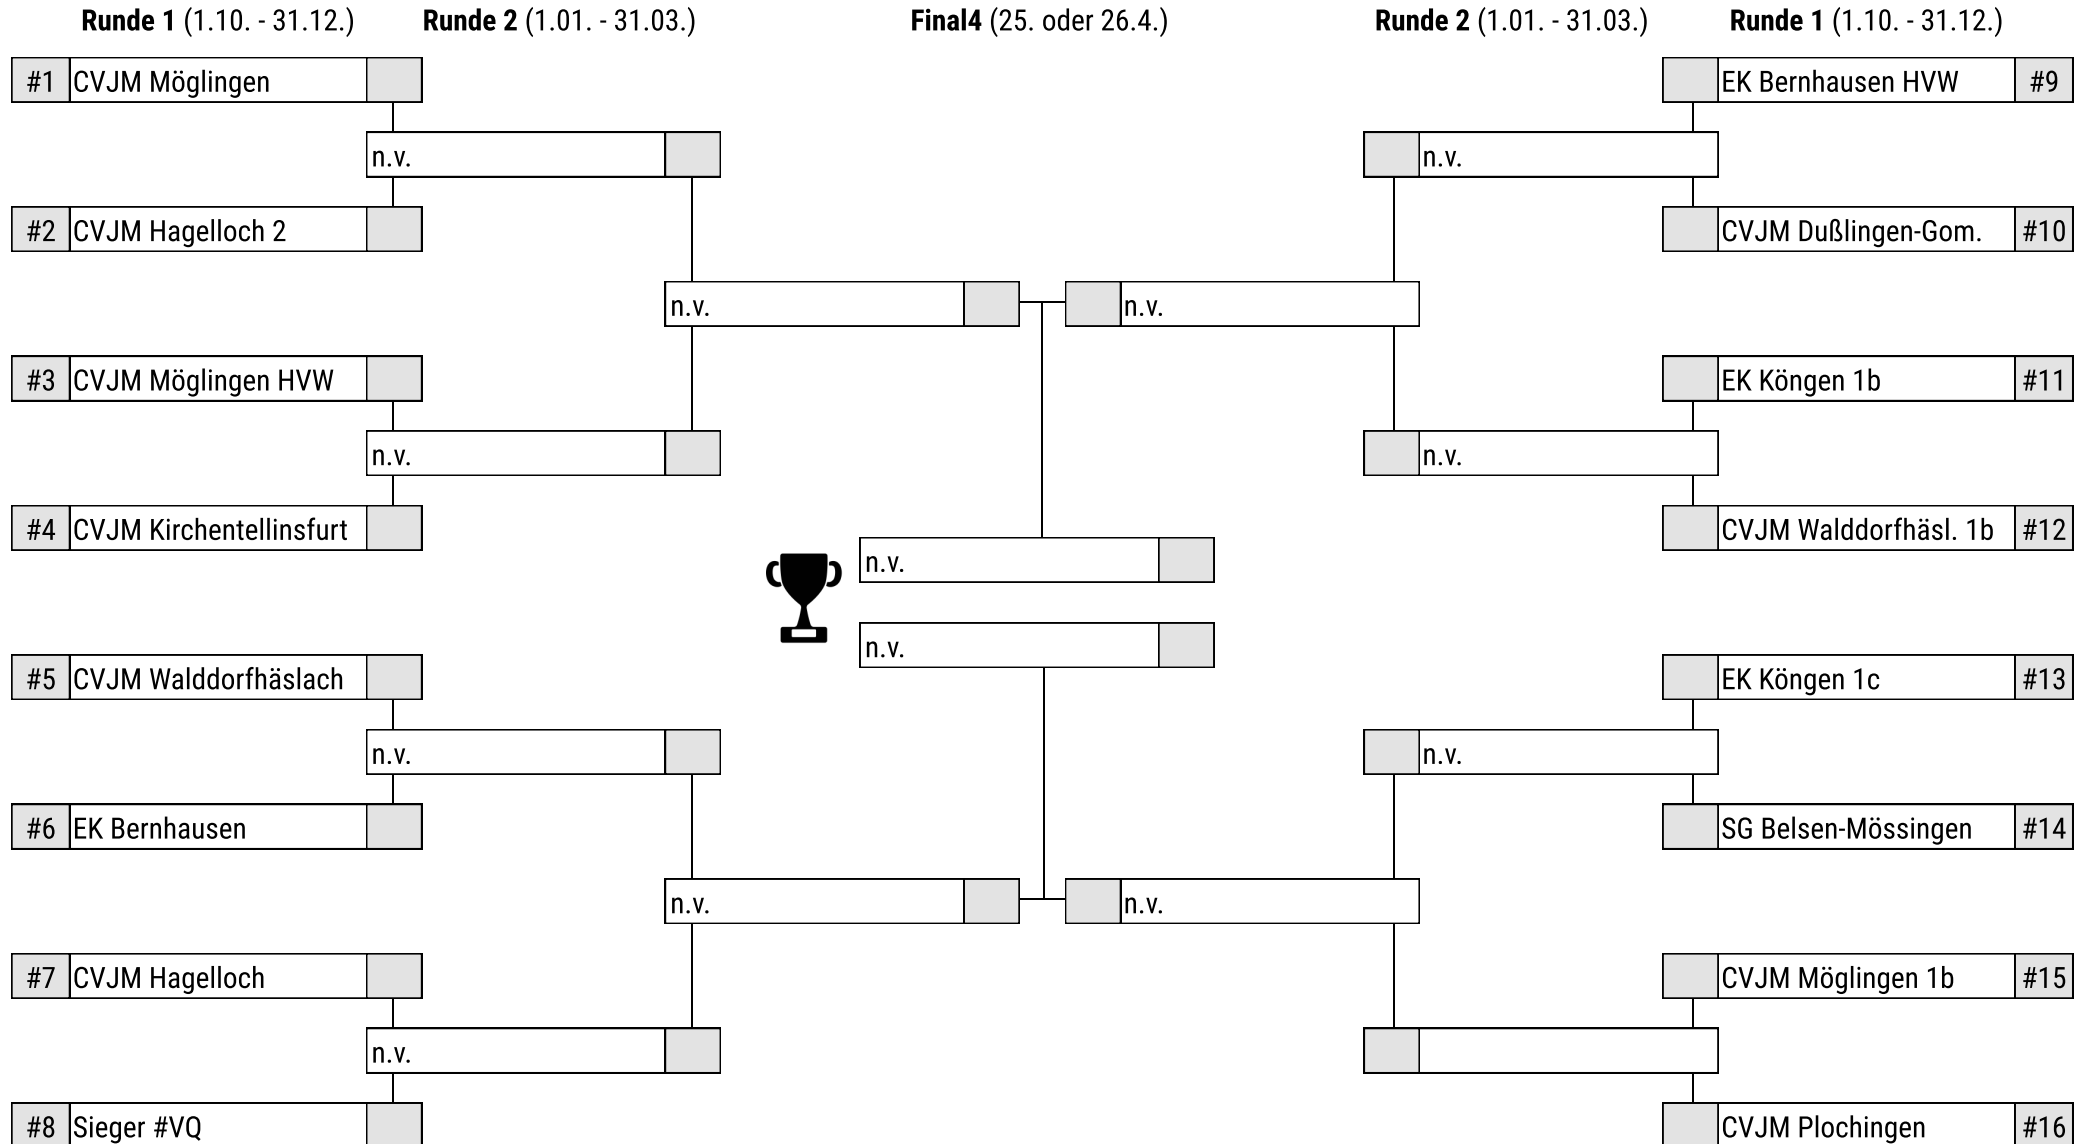 Runde 1 (1.10. - 31.12.) Runde 2 (1.01. - 31.03.) Final4 (25. oder 26.4.) Runde 2 (1.01. - 31.03.) Runde 1 (1.10. - 31.12.)
#1 CVJM Möglingen EK Bernhausen HVW #9
n.v. n.v.
#2 CVJM Hagelloch 2 CVJM Dußlingen-Gom. #10
n.v. n.v.
#3 CVJM Möglingen HVW EK Köngen 1b #11
n.v. n.v.
#4 CVJM Kirchentellinsfurt CVJM Walddorfhäsl. 1b #12
n.v.
n.v.
#5 CVJM Walddorfhäslach EK Köngen 1c #13
n.v. n.v.
#6 EK Bernhausen SG Belsen-Mössingen #14
n.v. n.v.
#7 CVJM Hagelloch CVJM Möglingen 1b #15
n.v.
#8 Sieger #VQ CVJM Plochingen #16